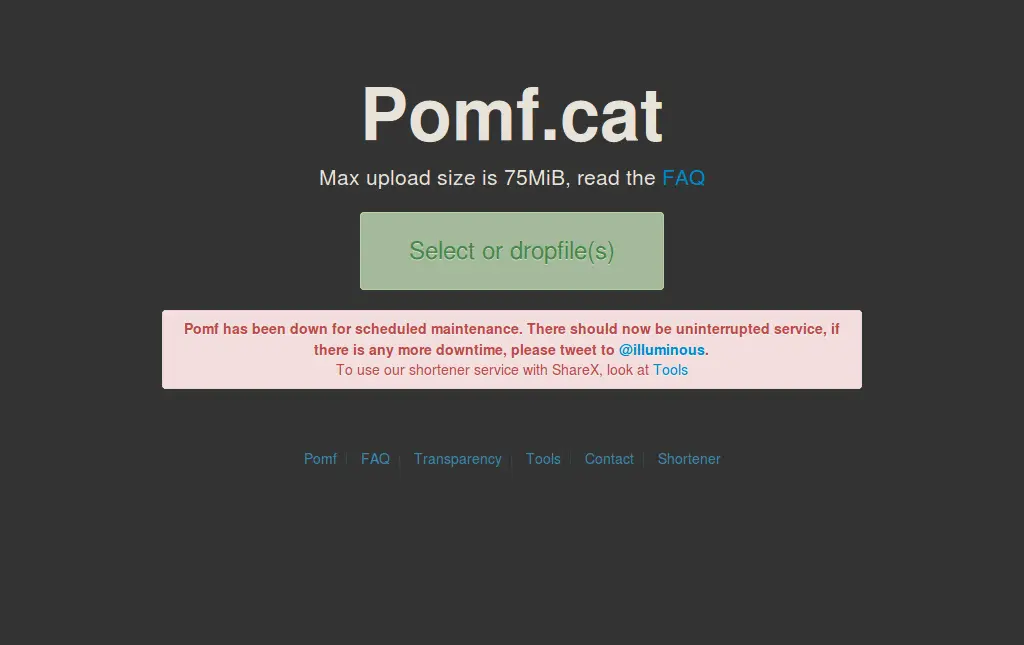 Pomf.cat
Max upload size is 75MiB, read the FAQ
Select or dropfile(s)
Pomf has been down for scheduled maintenance. There should now be uninterrupted service, if
there is any more downtime, please tweet to @illuminous.
To use our shortener service with ShareX, look at Tools
Pomf FAQ Transparency Tools Contact Shortener